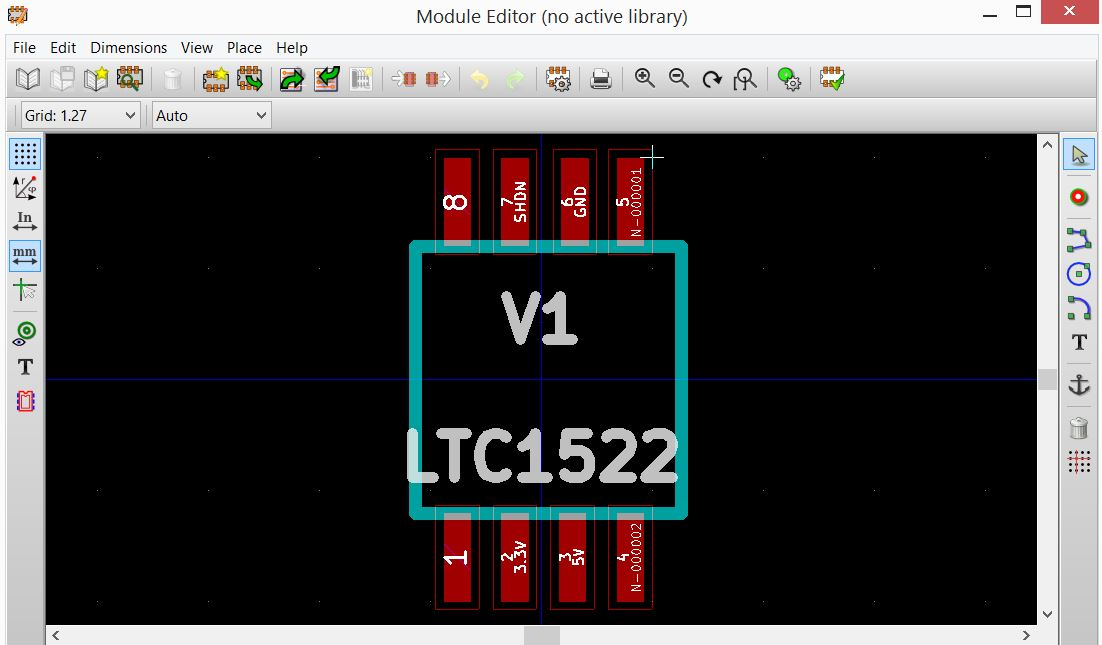 Module Editor (no active library)
File Edit Dimensions View Place Help
Grid: 1.27 Auto
In
mm
T
T
8
7
SHDN
6
GND
5
N-000001
V1
LTC1522
1
2
3.3V
3
5V
4
N-000002